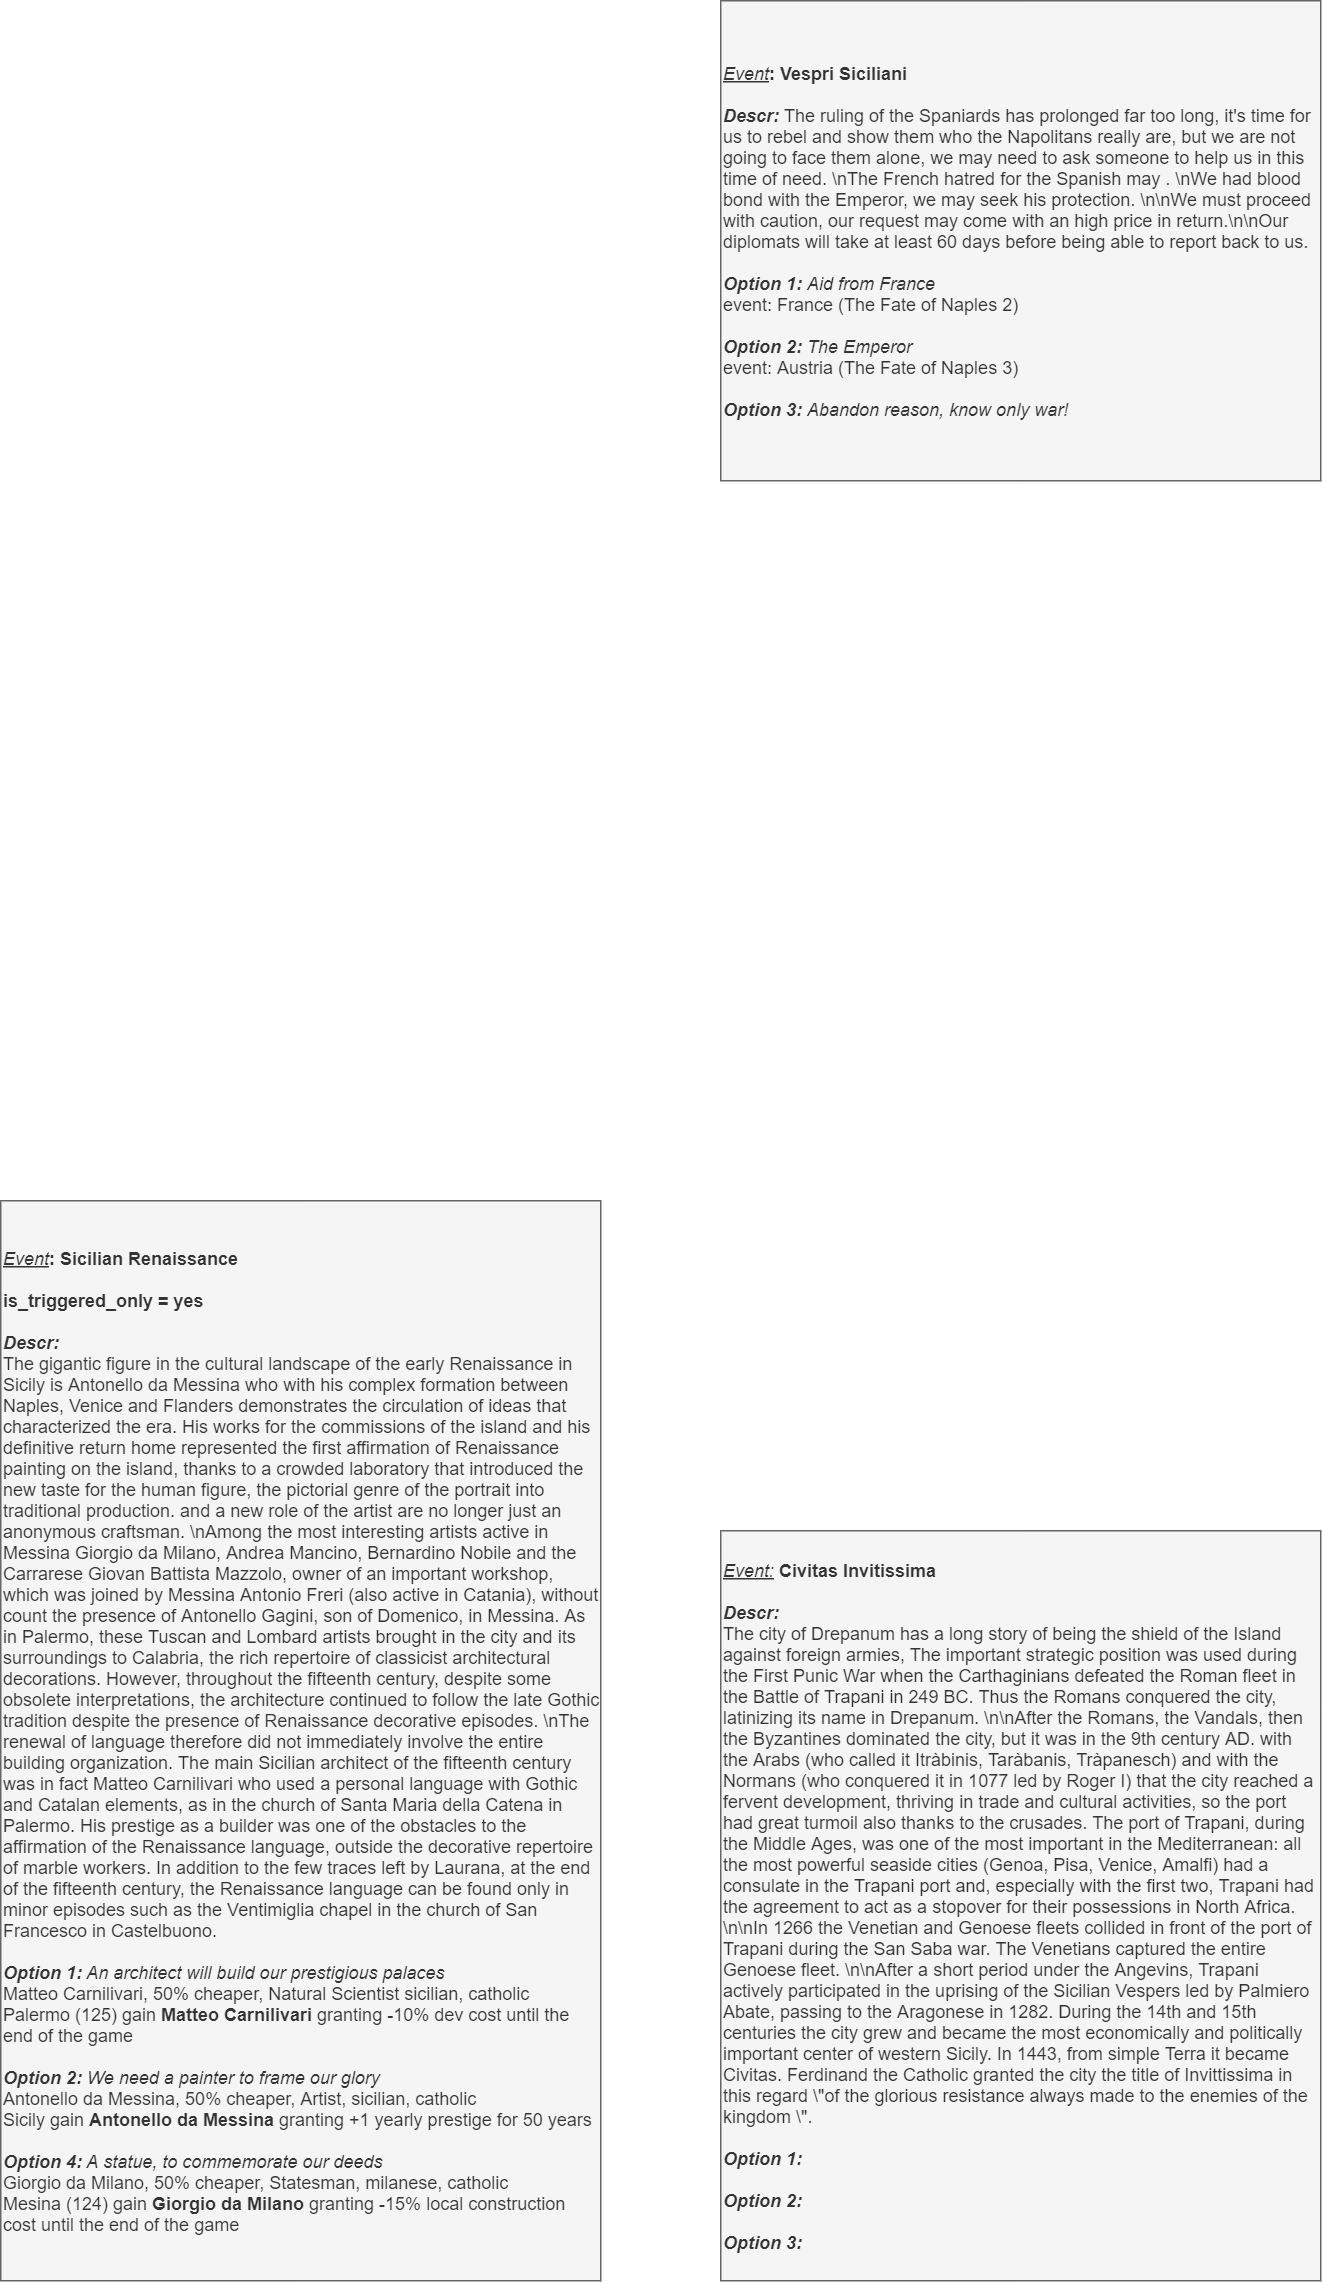 Event: Vespri Siciliani
Descr: The ruling of the Spaniards has prolonged far too long, it's time for
us to rebel and show them who the Napolitans really are, but we are not
going to face them alone, we may need to ask someone to help us in this
time of need. \nThe French hatred for the Spanish may . \nWe had blood
bond with the Emperor, we may seek his protection. \n\nWe must proceed
with caution, our request may come with an high price in return.\n\nOur
diplomats will take at least 60 days before being able to report back to us.
Option 1: Aid from France
event: France (The Fate of Naples 2)
Option 2: The Emperor
event: Austria (The Fate of Naples 3)
Option 3: Abandon reason, know only war!
Event: Sicilian Renaissance
is_triggered_only = yes
Descr:
The gigantic figure in the cultural landscape of the early Renaissance in
Sicily is Antonello da Messina who with his complex formation between
Naples, Venice and Flanders demonstrates the circulation of ideas that
characterized the era. His works for the commissions of the island and his
definitive return home represented the first affirmation of Renaissance
painting on the island, thanks to a crowded laboratory that introduced the
new taste for the human figure, the pictorial genre of the portrait into
traditional production. and a new role of the artist are no longer just an
anonymous craftsman. \nAmong the most interesting artists active in
Messina Giorgio da Milano, Andrea Mancino, Bernardino Nobile and the
Carrarese Giovan Battista Mazzolo, owner of an important workshop,
which was joined by Messina Antonio Freri (also active in Catania), without
count the presence of Antonello Gagini, son of Domenico, in Messina. As
in Palermo, these Tuscan and Lombard artists brought in the city and its
surroundings to Calabria, the rich repertoire of classicist architectural
decorations. However, throughout the fifteenth century, despite some
obsolete interpretations, the architecture continued to follow the late Gothic
tradition despite the presence of Renaissance decorative episodes. \nThe
renewal of language therefore did not immediately involve the entire
building organization. The main Sicilian architect of the fifteenth century
was in fact Matteo Carnilivari who used a personal language with Gothic
and Catalan elements, as in the church of Santa Maria della Catena in
Palermo. His prestige as a builder was one of the obstacles to the
affirmation of the Renaissance language, outside the decorative repertoire
of marble workers. In addition to the few traces left by Laurana, at the end
of the fifteenth century, the Renaissance language can be found only in
minor episodes such as the Ventimiglia chapel in the church of San
Francesco in Castelbuono.
Option 1: An architect will build our prestigious palaces
Matteo Carnilivari, 50% cheaper, Natural Scientist sicilian, catholic
Palermo (125) gain Matteo Carnilivari granting -10% dev cost until the
end of the game
Option 2: We need a painter to frame our glory
Antonello da Messina, 50% cheaper, Artist, sicilian, catholic
Sicily gain Antonello da Messina granting +1 yearly prestige for 50 years
Option 4: A statue, to commemorate our deeds
Giorgio da Milano, 50% cheaper, Statesman, milanese, catholic
Mesina (124) gain Giorgio da Milano granting -15% local construction
cost until the end of the game
Event: Civitas Invitissima
Descr:
The city of Drepanum has a long story of being the shield of the Island
against foreign armies, The important strategic position was used during
the First Punic War when the Carthaginians defeated the Roman fleet in
the Battle of Trapani in 249 BC. Thus the Romans conquered the city,
latinizing its name in Drepanum. \n\nAfter the Romans, the Vandals, then
the Byzantines dominated the city, but it was in the 9th century AD. with
the Arabs (who called it Itràbinis, Taràbanis, Tràpanesch) and with the
Normans (who conquered it in 1077 led by Roger I) that the city reached a
fervent development, thriving in trade and cultural activities, so the port
had great turmoil also thanks to the crusades. The port of Trapani, during
the Middle Ages, was one of the most important in the Mediterranean: all
the most powerful seaside cities (Genoa, Pisa, Venice, Amalfi) had a
consulate in the Trapani port and, especially with the first two, Trapani had
the agreement to act as a stopover for their possessions in North Africa.
\n\nIn 1266 the Venetian and Genoese fleets collided in front of the port of
Trapani during the San Saba war. The Venetians captured the entire
Genoese fleet. \n\nAfter a short period under the Angevins, Trapani
actively participated in the uprising of the Sicilian Vespers led by Palmiero
Abate, passing to the Aragonese in 1282. During the 14th and 15th
centuries the city grew and became the most economically and politically
important center of western Sicily. In 1443, from simple Terra it became
Civitas. Ferdinand the Catholic granted the city the title of Invittissima in
this regard \"of the glorious resistance always made to the enemies of the
kingdom \".
Option 1:
Option 2:
Option 3: